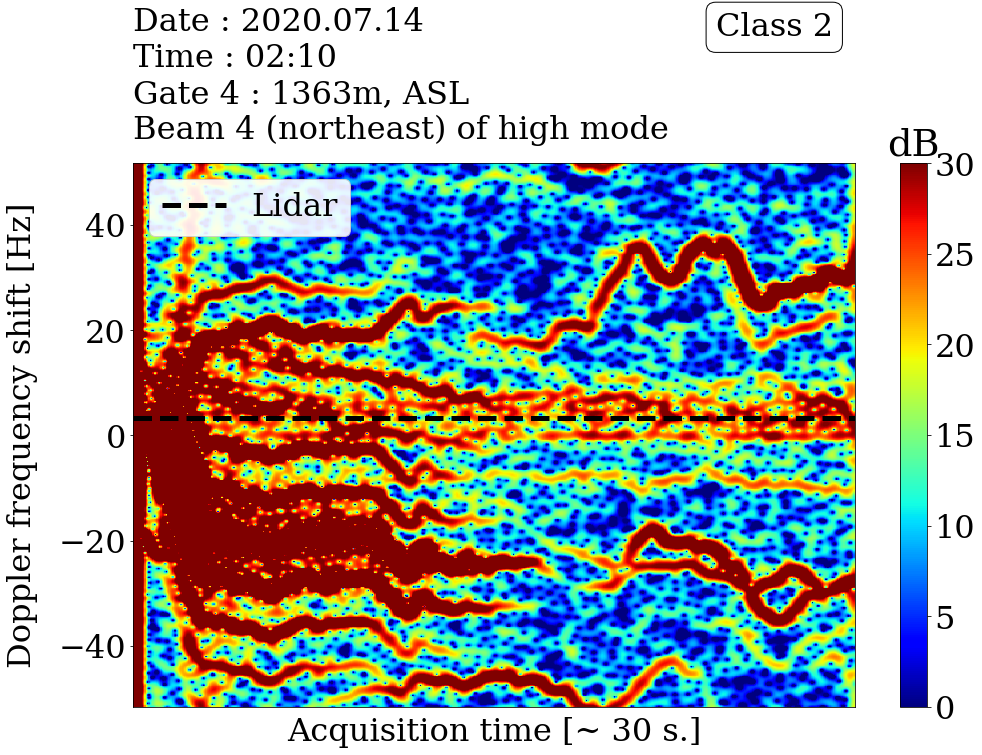 Date : 2020.07.14
Time : 02:10
Gate 4 : 1363m, ASL
Beam 4 (northeast) of high mode
Class 2
dB
Lidar
Doppler frequency shift [Hz]
40
20
0
−20
−40
30
25
20
15
10
5
0
Acquisition time [~ 30 s.]